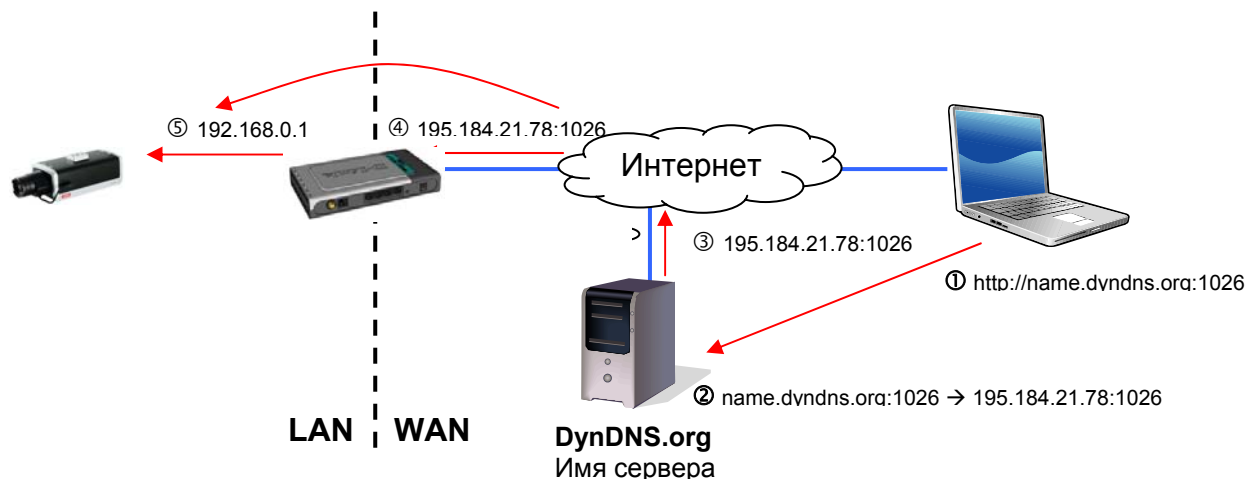 ⑤ 192.168.0.1
④ 195.184.21.78:1026
Интернет
③ 195.184.21.78:1026
① http://name.dyndns.org:1026
② name.dyndns.org:1026 → 195.184.21.78:1026
LAN WAN
DynDNS.org
Имя сервера